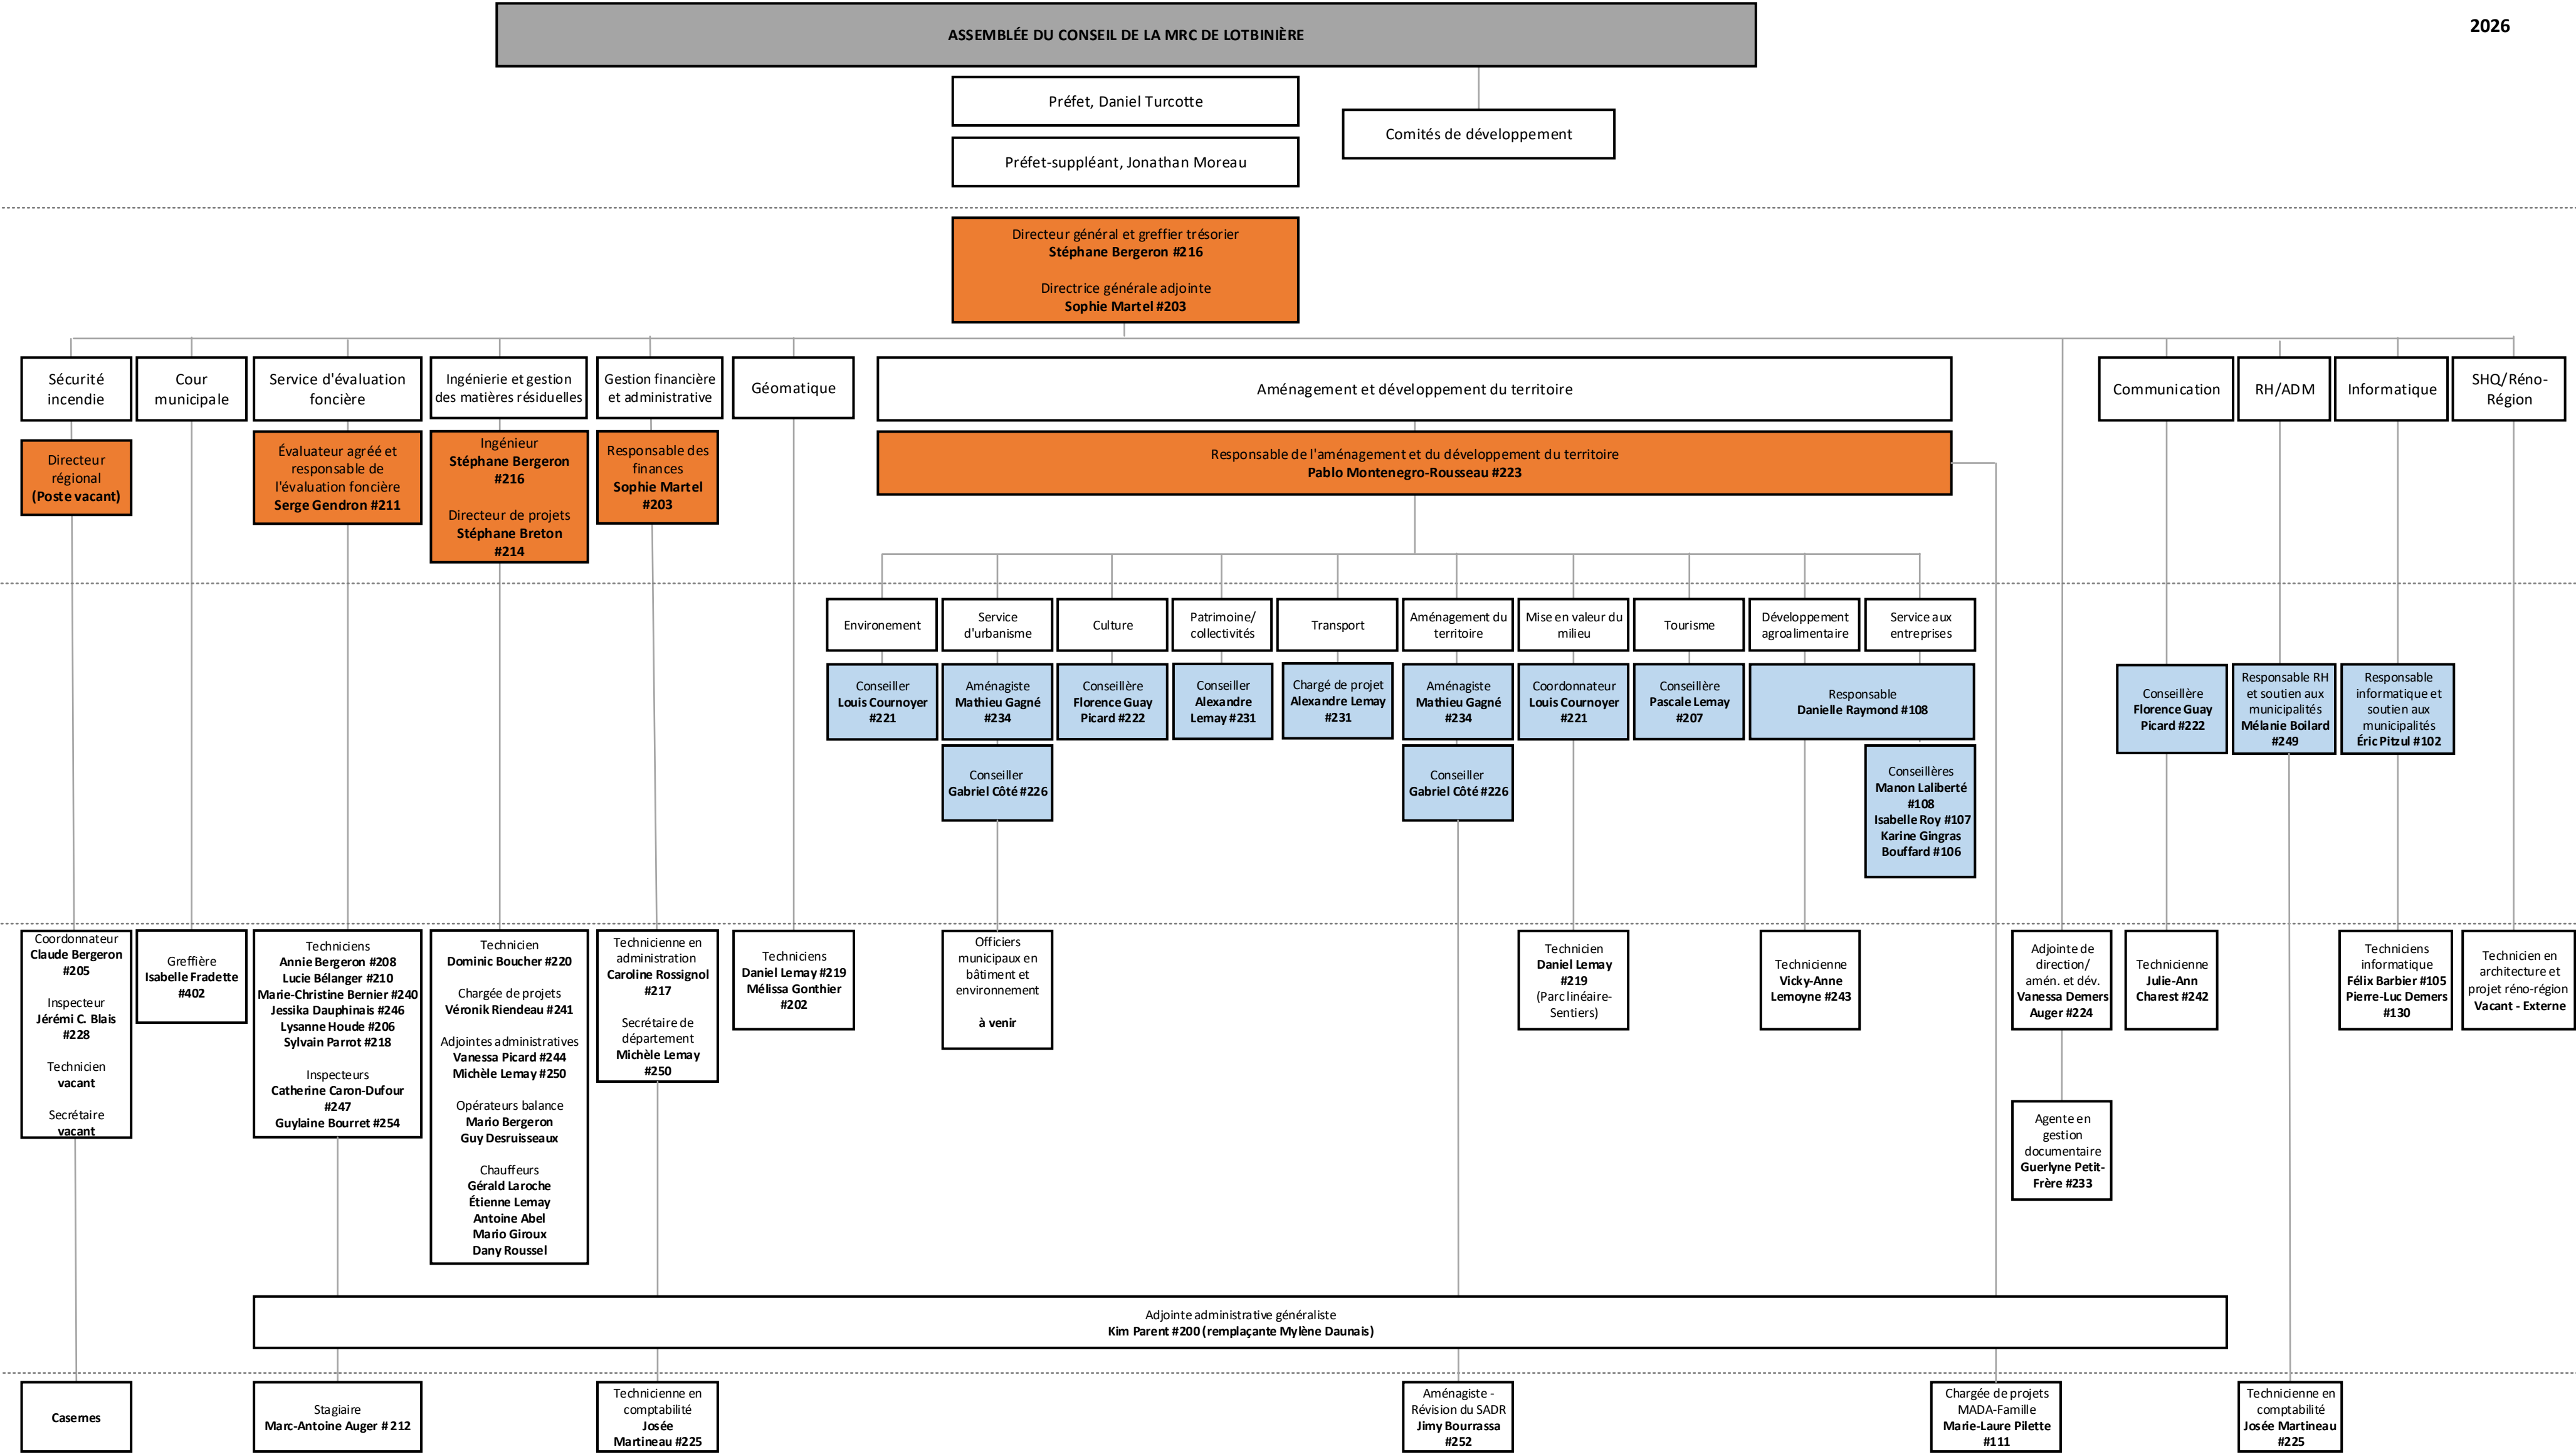 ASSEMBLÉE DU CONSEIL DE LA MRC DE LOTBINIÈRE
2026
Préfet, Daniel Turcotte
Comités de développement
Préfet-suppléant, Jonathan Moreau
Directeur général et greffier trésorier
Stéphane Bergeron #216
Directrice générale adjointe
Sophie Martel #203
Sécurité
incendie
Cour
municipale
Service d'évaluation
foncière
Ingénierie et gestion
des matières résiduelles
Gestion financière
et administrative
Géomatique
Aménagement et développement du territoire
Communication
RH/ADM
Informatique
SHQ/Réno-
Région
Directeur
régional
(Poste vacant)
Évaluateur agréé et
responsable de
l'évaluation foncière
Serge Gendron #211
Ingénieur
Stéphane Bergeron
#216
Directeur de projets
Stéphane Breton
#214
Responsable des
finances
Sophie Martel
#203
Responsable de l'aménagement et du développement du territoire
Pablo Montenegro-Rousseau #223
Environement
Service
d'urbanisme
Culture
Patrimoine/
collectivités
Transport
Aménagement du
territoire
Mise en valeur du
milieu
Tourisme
Développement
agroalimentaire
Service aux
entreprises
Conseiller
Louis Cournoyer
#221
Aménagiste
Mathieu Gagné
#234
Conseillère
Florence Guay
Picard #222
Conseiller
Alexandre
Lemay #231
Chargé de projet
Alexandre Lemay
#231
Aménagiste
Mathieu Gagné
#234
Coordonnateur
Louis Cournoyer
#221
Conseillère
Pascale Lemay
#207
Responsable
Danielle Raymond #108
Conseillère
Florence Guay
Picard #222
Responsable RH
et soutien aux
municipalités
Mélanie Boilard
#249
Responsable
informatique et
soutien aux
municipalités
Éric Pitzul #102
Conseiller
Gabriel Côté #226
Conseiller
Gabriel Côté #226
Conseillères
Manon Laliberté
#108
Isabelle Roy #107
Karine Gingras
Bouffard #106
Coordonnateur
Claude Bergeron
#205
Inspecteur
Jérémi C. Blais
#228
Technicien
vacant
Secrétaire
vacant
Greffière
Isabelle Fradette
#402
Techniciens
Annie Bergeron #208
Lucie Bélanger #210
Marie-Christine Bernier #240
Jessika Dauphinais #246
Lysanne Houde #206
Sylvain Parrot #218
Inspecteurs
Catherine Caron-Dufour
#247
Guylaine Bourret #254
Technicien
Dominic Boucher #220
Chargée de projets
Véronik Riendeau #241
Adjointes administratives
Vanessa Picard #244
Michèle Lemay #250
Opérateurs balance
Mario Bergeron
Guy Desruisseaux
Chauffeurs
Gérald Laroche
Étienne Lemay
Antoine Abel
Mario Giroux
Dany Roussel
Technicienne en
administration
Caroline Rossignol
#217
Secrétaire de
département
Michèle Lemay
#250
Techniciens
Daniel Lemay #219
Mélissa Gonthier
#202
Officiers
municipaux en
bâtiment et
environnement
à venir
Technicien
Daniel Lemay
#219
(Parc linéaire-
Sentiers)
Technicienne
Vicky-Anne
Lemoyne #243
Adjointe de
direction/
amén. et dév.
Vanessa Demers
Auger #224
Technicienne
Julie-Ann
Charest #242
Techniciens
informatique
Félix Barbier #105
Pierre-Luc Demers
#130
Technicien en
architecture et
projet réno-région
Vacant - Externe
Agente en
gestion
documentaire
Guerlyne Petit-
Frère #233
Adjointe administrative généraliste
Kim Parent #200 (remplaçante Mylène Daunais)
Casernes
Stagiaire
Marc-Antoine Auger # 212
Technicienne en
comptabilité
Josée
Martineau #225
Aménagiste -
Révision du SADR
Jimy Bourrassa
#252
Chargée de projets
MADA-Famille
Marie-Laure Pilette
#111
Technicienne en
comptabilité
Josée Martineau
#225